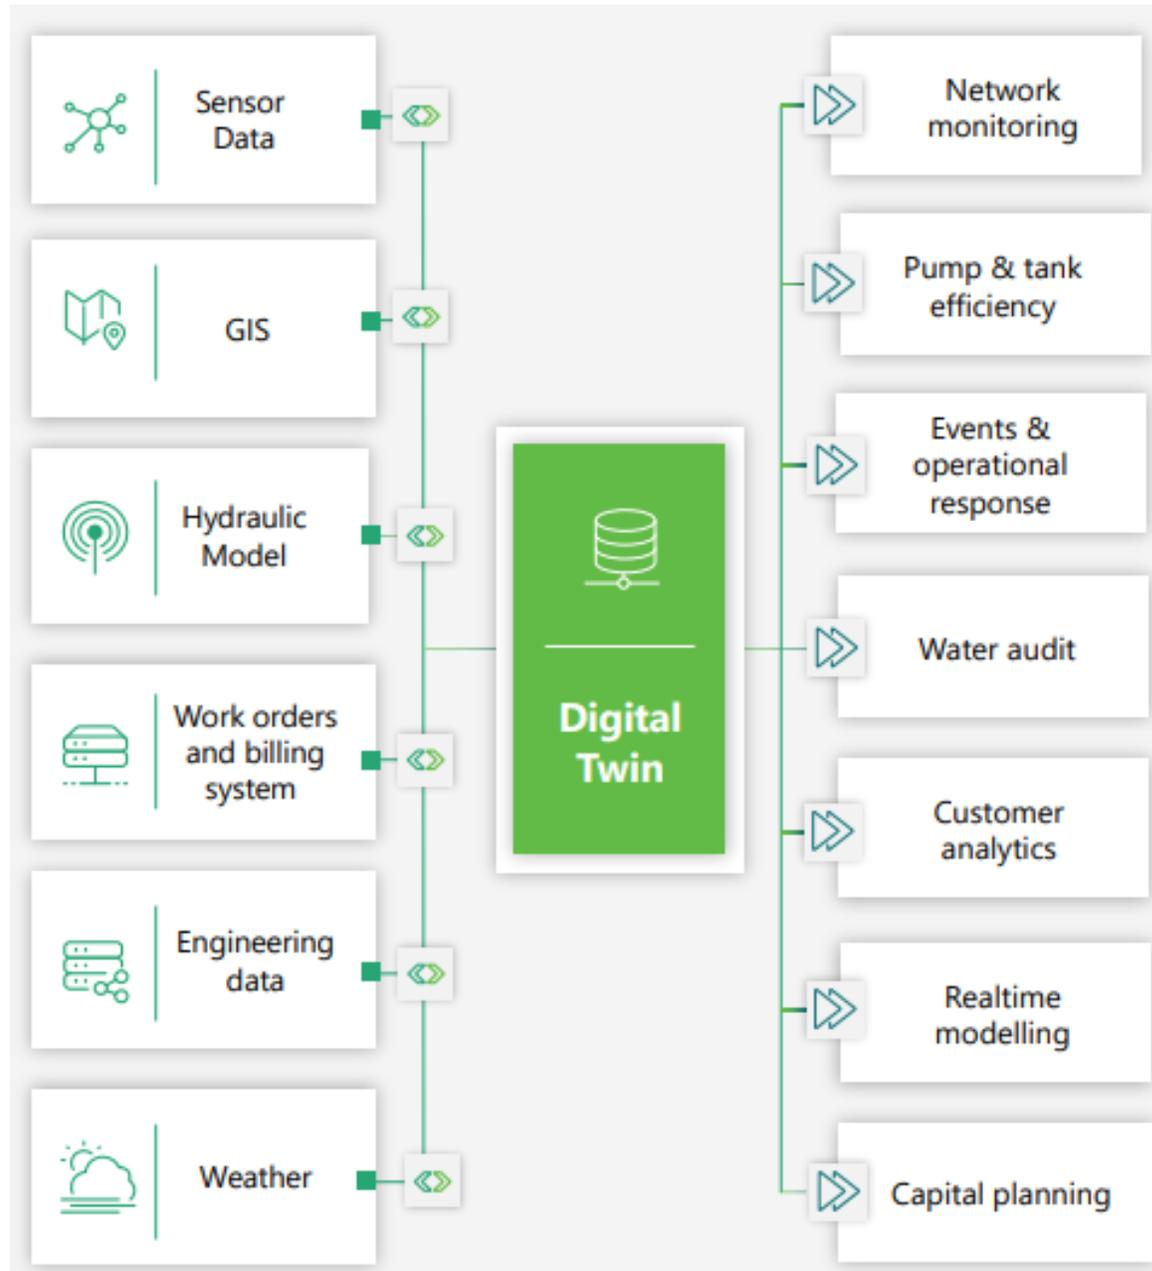 Sensor
Data
GIS
Hydraulic
Model
Work orders
and billing
system
Engineering
data
Weather
Digital
Twin
Network
monitoring
Pump & tank
efficiency
Events &
operational
response
Water audit
Customer
analytics
Realtime
modelling
Capital planning